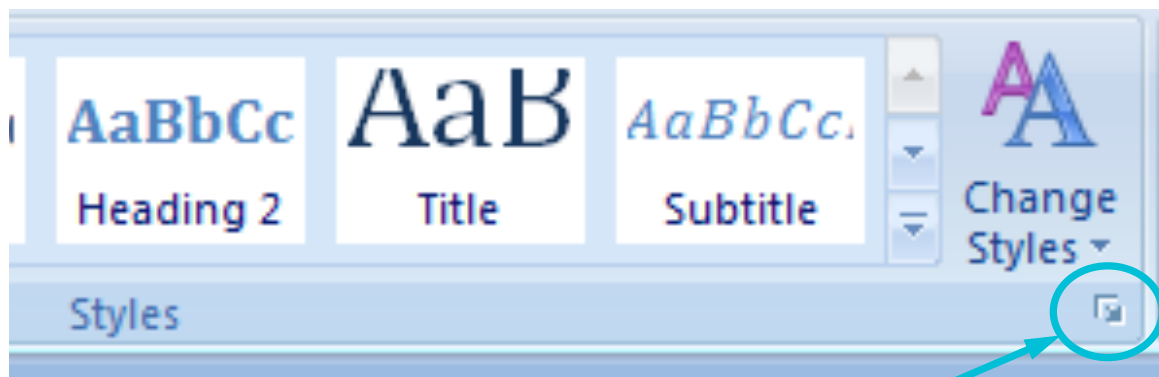 AaBbCc AaB AaBbCc
Heading 2 Title Subtitle
Change
Styles
Styles